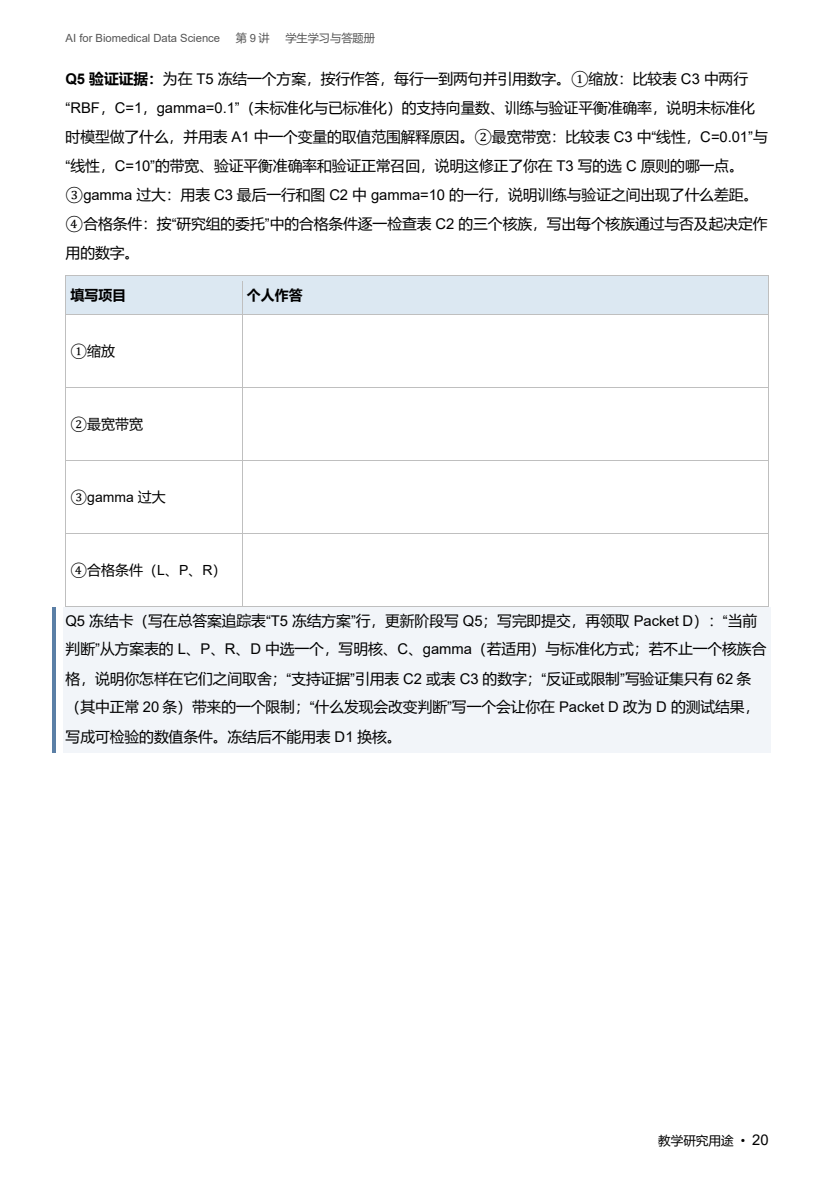 AI for Biomedical Data Science 第 9 讲 学生学习与答题册
Q5 验证证据：为在 T5 冻结一个方案，按行作答，每行一到两句并引用数字。①缩放：比较表 C3 中两行
“RBF，C=1，gamma=0.1”（未标准化与已标准化）的支持向量数、训练与验证平衡准确率，说明未标准化
时模型做了什么，并用表 A1 中一个变量的取值范围解释原因。②最宽带宽：比较表 C3 中“线性，C=0.01”与
“线性，C=10”的带宽、验证平衡准确率和验证正常召回，说明这修正了你在 T3 写的选 C 原则的哪一点。
③gamma 过大：用表 C3 最后一行和图 C2 中 gamma=10 的一行，说明训练与验证之间出现了什么差距。
④合格条件：按“研究组的委托”中的合格条件逐一检查表 C2 的三个核族，写出每个核族通过与否及起决定作
用的数字。
填写项目 个人作答
①缩放
②最宽带宽
③gamma 过大
④合格条件（L、P、R）
Q5 冻结卡（写在总答案追踪表“T5 冻结方案”行，更新阶段写 Q5；写完即提交，再领取 Packet D）：“当前
判断”从方案表的 L、P、R、D 中选一个，写明核、C、gamma（若适用）与标准化方式；若不止一个核族合
格，说明你怎样在它们之间取舍；“支持证据”引用表 C2 或表 C3 的数字；“反证或限制”写验证集只有 62 条
（其中正常 20 条）带来的一个限制；“什么发现会改变判断”写一个会让你在 Packet D 改为 D 的测试结果，
写成可检验的数值条件。冻结后不能用表 D1 换核。
教学研究用途 • 20